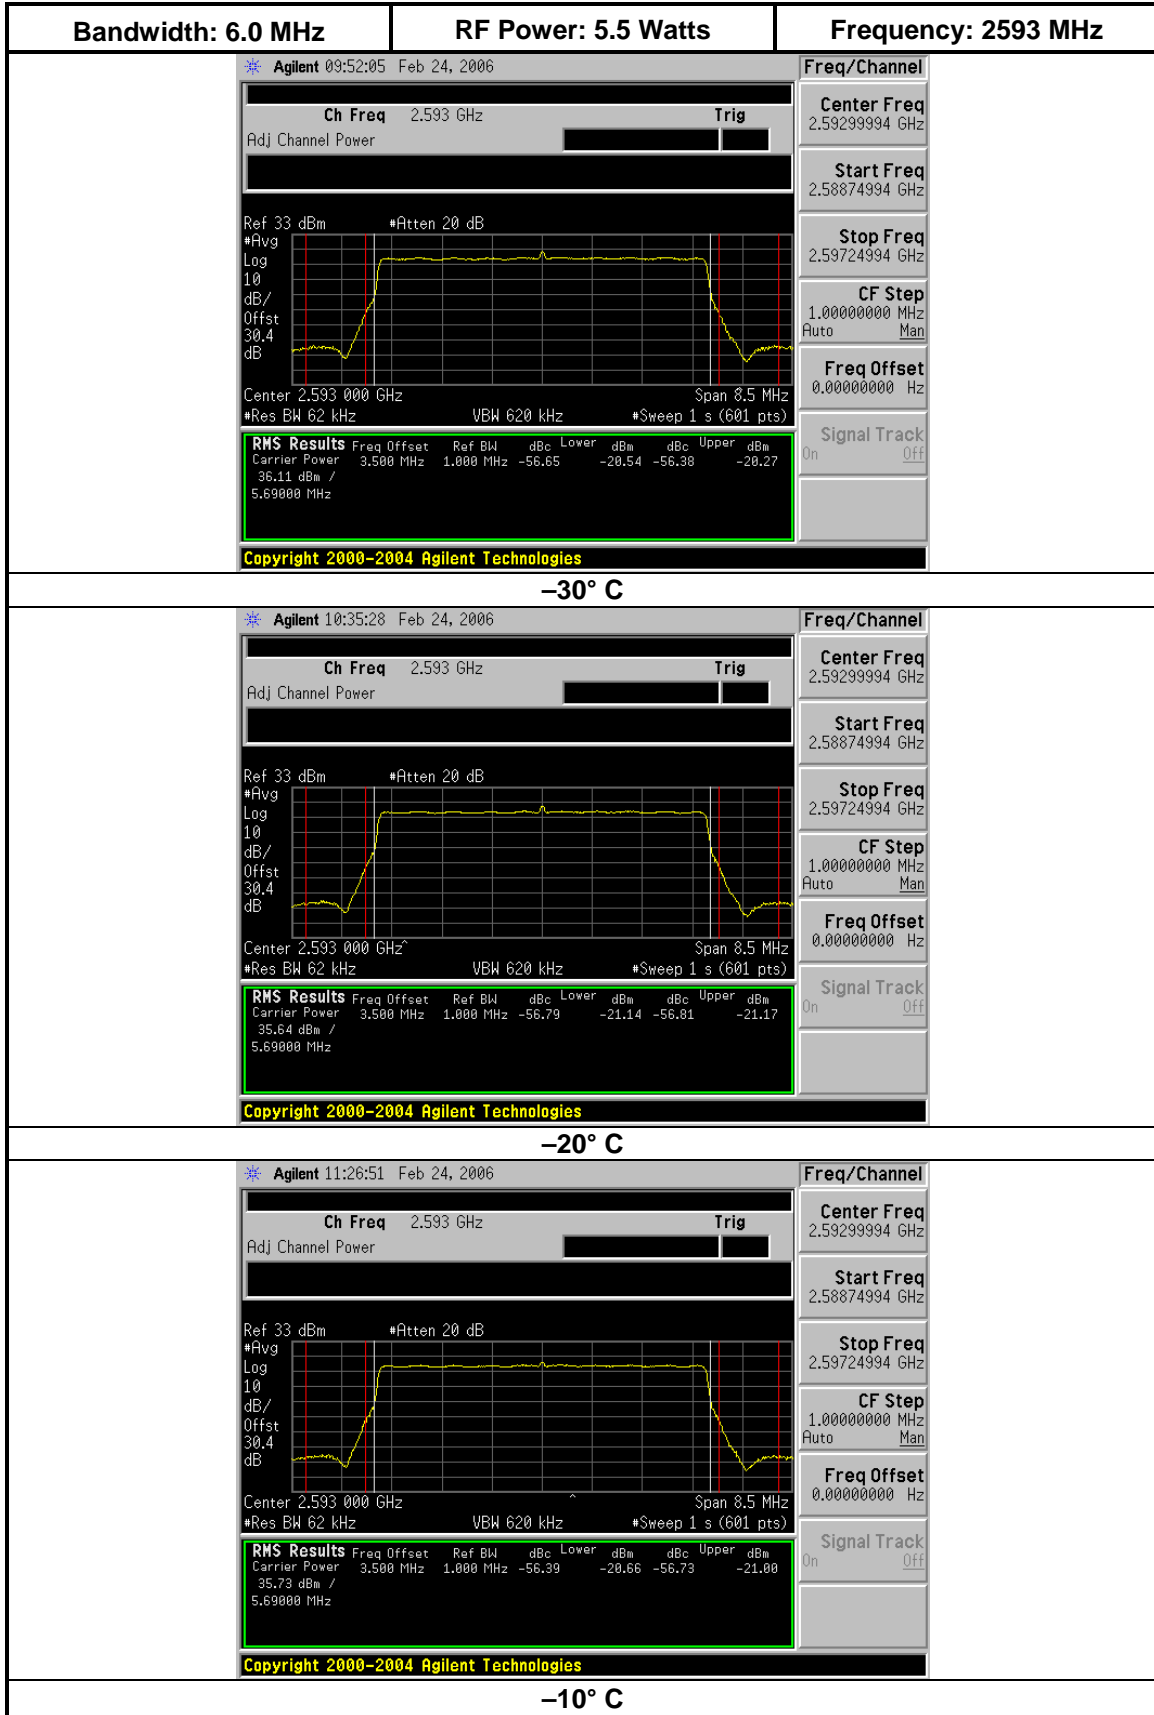 Bandwidth: 6.0 MHz RF Power: 5.5 Watts Frequency: 2593 MHz
Agilent 09:52:05 Feb 24, 2006 Freq/Channel
Ch Freq 2.593 GHz Trig
Adj Channel Power
Center Freq
2.59299994 GHz
Start Freq
2.58874994 GHz
Stop Freq
2.59724994 GHz
CF Step
1.00000000 MHz
Auto Man
Freq Offset
0.00000000 Hz
Signal Track
On Off
Ref 33 dBm #Atten 20 dB
#Avg
Log
10
dB/
Offst
30.4
dB
Center 2.593 000 GHz Span 8.5 MHz
#Res BW 62 kHz VBW 620 kHz #Sweep 1 s (601 pts)
RMS Results Freq Offset Ref BW dBc Lower dBm dBc Upper dBm
Carrier Power 3.500 MHz 1.000 MHz -56.65 -20.54 -56.38 -20.27
36.11 dBm /
5.69000 MHz
Copyright 2000-2004 Agilent Technologies
–30° C
Agilent 10:35:28 Feb 24, 2006 Freq/Channel
Ch Freq 2.593 GHz Trig
Adj Channel Power
Center Freq
2.59299994 GHz
Start Freq
2.58874994 GHz
Stop Freq
2.59724994 GHz
CF Step
1.00000000 MHz
Auto Man
Freq Offset
0.00000000 Hz
Signal Track
On Off
Ref 33 dBm #Atten 20 dB
#Avg
Log
10
dB/
Offst
30.4
dB
Center 2.593 000 GHz^ Span 8.5 MHz
#Res BW 62 kHz VBW 620 kHz #Sweep 1 s (601 pts)
RMS Results Freq Offset Ref BW dBc Lower dBm dBc Upper dBm
Carrier Power 3.500 MHz 1.000 MHz -56.79 -21.14 -56.81 -21.17
35.64 dBm /
5.69000 MHz
Copyright 2000-2004 Agilent Technologies
–20° C
Agilent 11:26:51 Feb 24, 2006 Freq/Channel
Ch Freq 2.593 GHz Trig
Adj Channel Power
Center Freq
2.59299994 GHz
Start Freq
2.58874994 GHz
Stop Freq
2.59724994 GHz
CF Step
1.00000000 MHz
Auto Man
Freq Offset
0.00000000 Hz
Signal Track
On Off
Ref 33 dBm #Atten 20 dB
#Avg
Log
10
dB/
Offst
30.4
dB
Center 2.593 000 GHz ^ Span 8.5 MHz
#Res BW 62 kHz VBW 620 kHz #Sweep 1 s (601 pts)
RMS Results Freq Offset Ref BW dBc Lower dBm dBc Upper dBm
Carrier Power 3.500 MHz 1.000 MHz -56.39 -20.66 -56.73 -21.00
35.73 dBm /
5.69000 MHz
Copyright 2000-2004 Agilent Technologies
–10° C